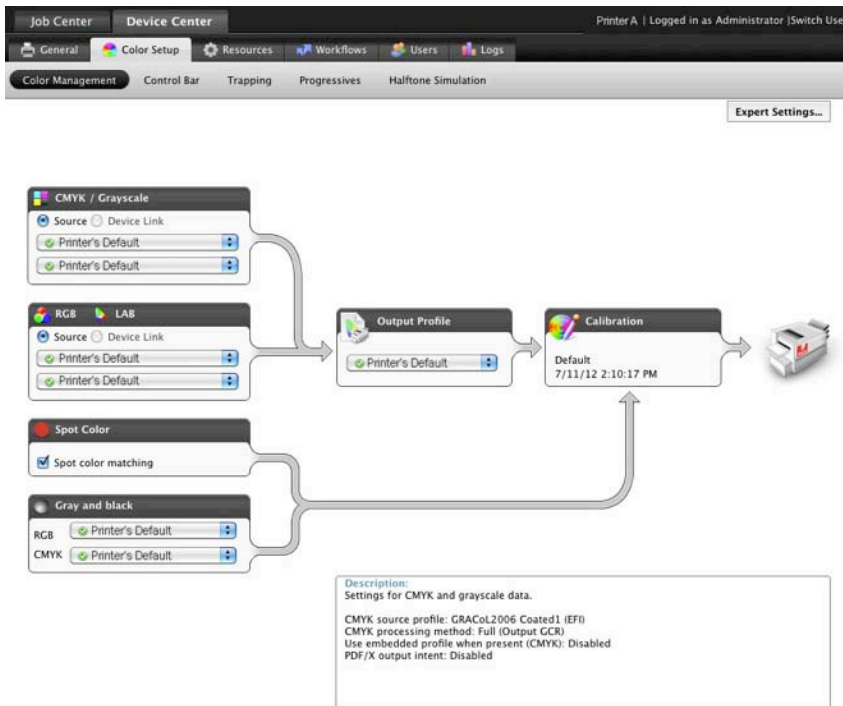 Job Center Device Center Printer A | Logged in as Administrator |Switch Use
General Color Setup Resources Workflows Users Logs
Color Management Control Bar Trapping Progressives Halftone Simulation
Expert Settings...
CMYK / Grayscale
Source Device Link
Printer's Default
Printer's Default
RGB LAB
Source Device Link
Printer's Default
Printer's Default
Output Profile
Printer's Default
Calibration
Default
7/11/12 2:10:17 PM
Spot Color
Spot color matching
Gray and black
RGB Printer's Default
CMYK Printer's Default
Description:
Settings for CMYK and grayscale data.
CMYK source profile: GRACoL2006 Coated1 (EFI)
CMYK processing method: Full (Output GCR)
Use embedded profile when present (CMYK): Disabled
PDF/X output intent: Disabled